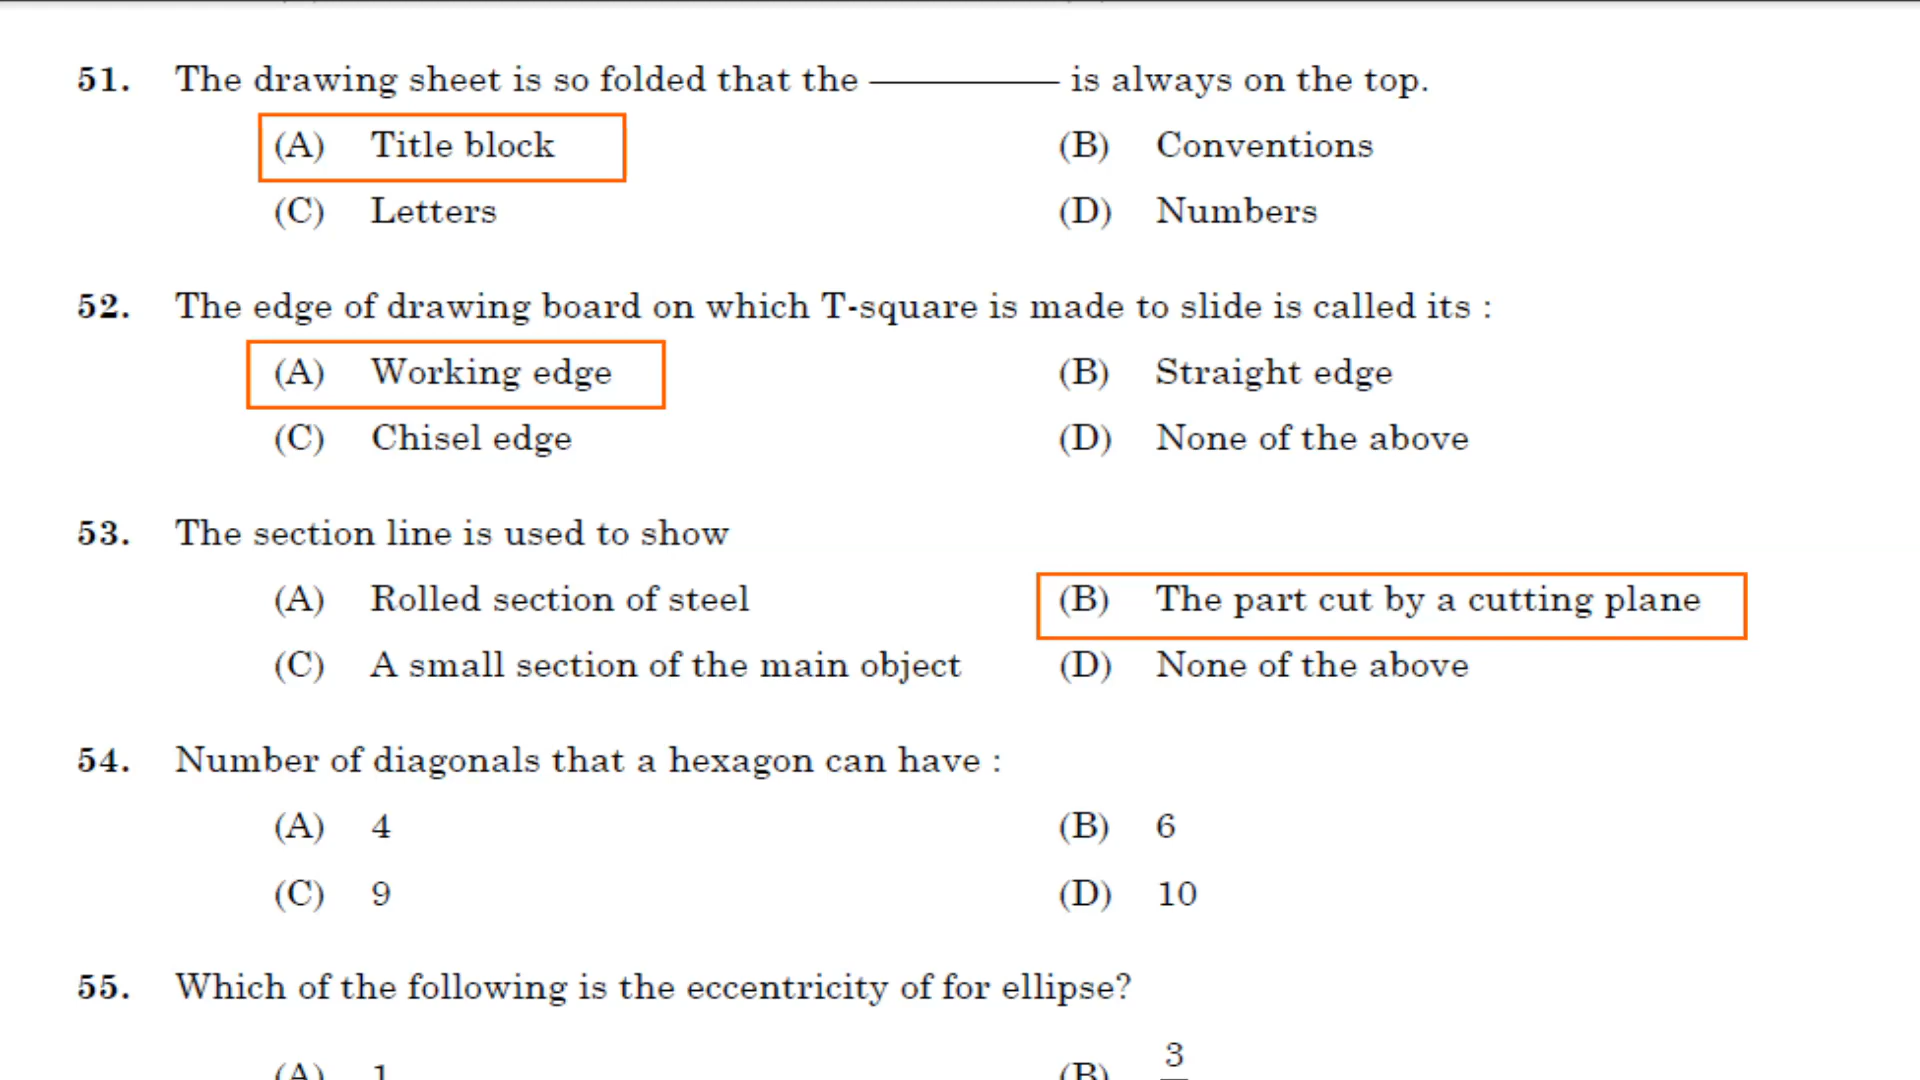 51. The drawing sheet is so folded that the ———— is always on the top.
(A) Title block (B) Conventions
(C) Letters (D) Numbers
52. The edge of drawing board on which T-square is made to slide is called its :
(A) Working edge (B) Straight edge
(C) Chisel edge (D) None of the above
53. The section line is used to show
(A) Rolled section of steel (B) The part cut by a cutting plane
(C) A small section of the main object (D) None of the above
54. Number of diagonals that a hexagon can have :
(A) 4 (B) 6
(C) 9 (D) 10
55. Which of the following is the eccentricity of for ellipse?
(A) 1 (B) 3